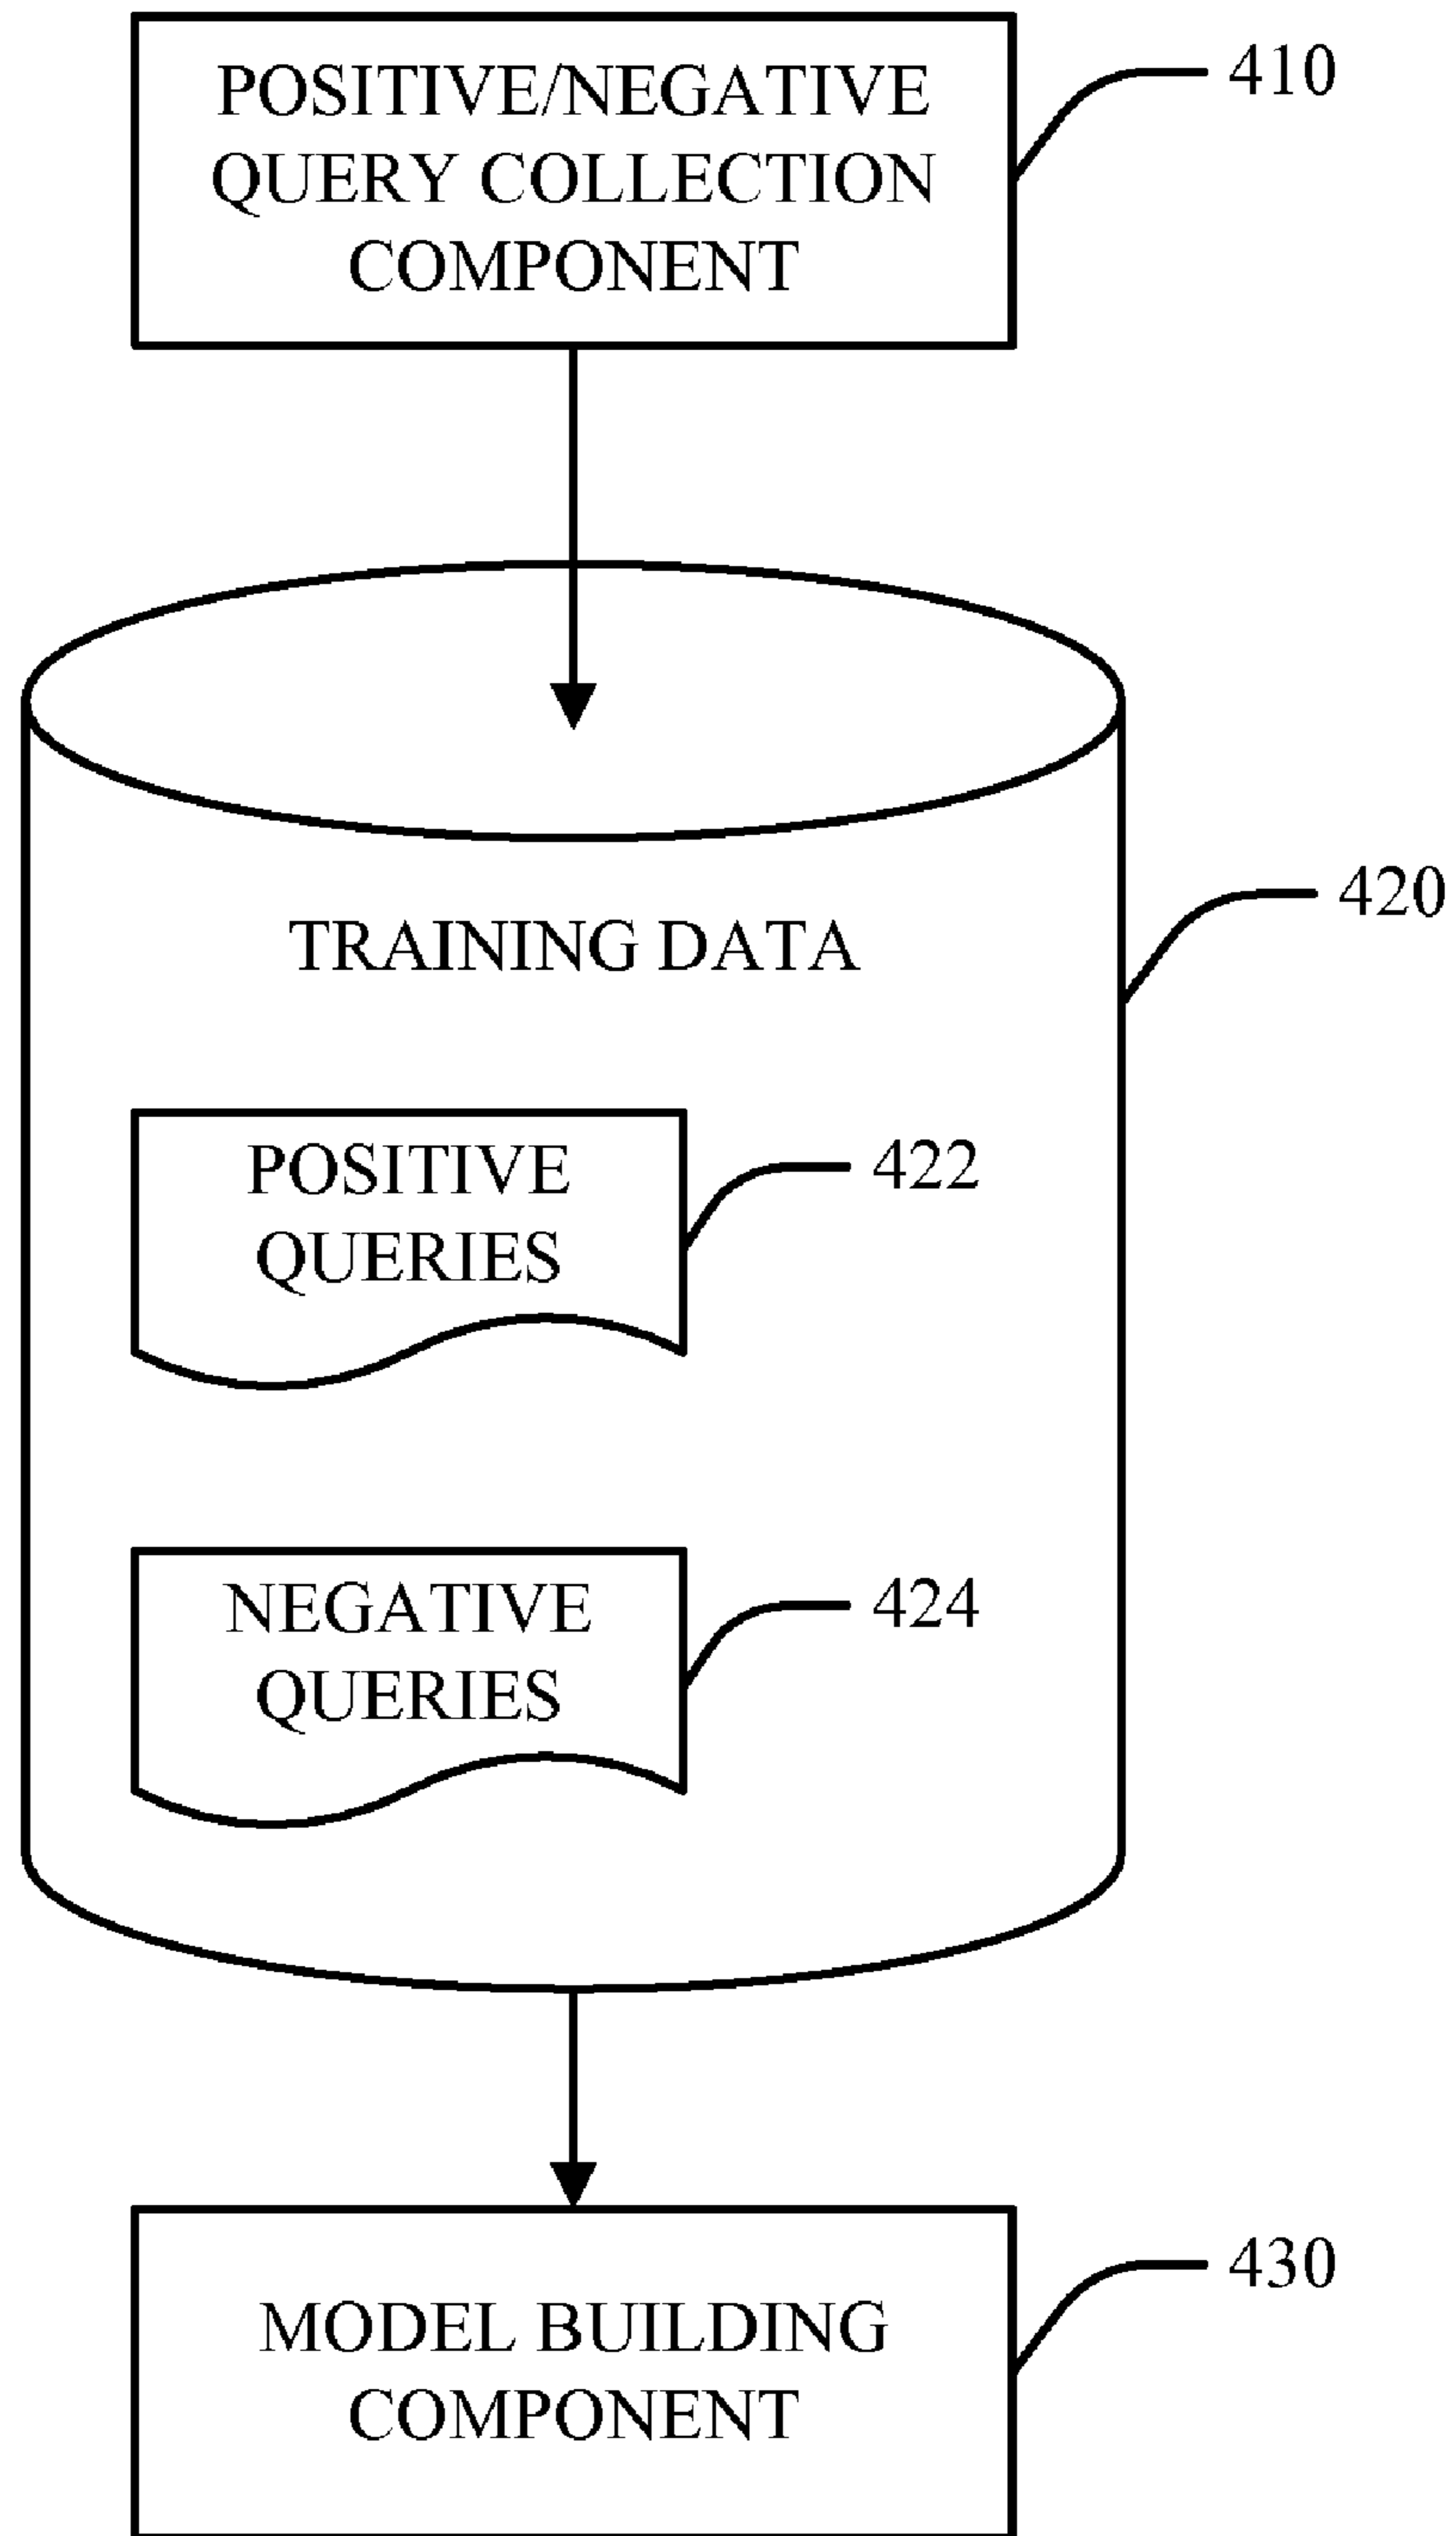 POSITIVE/NEGATIVE
QUERY COLLECTION
COMPONENT
410
TRAINING DATA
420
POSITIVE
QUERIES
422
NEGATIVE
QUERIES
424
MODEL BUILDING
COMPONENT
430